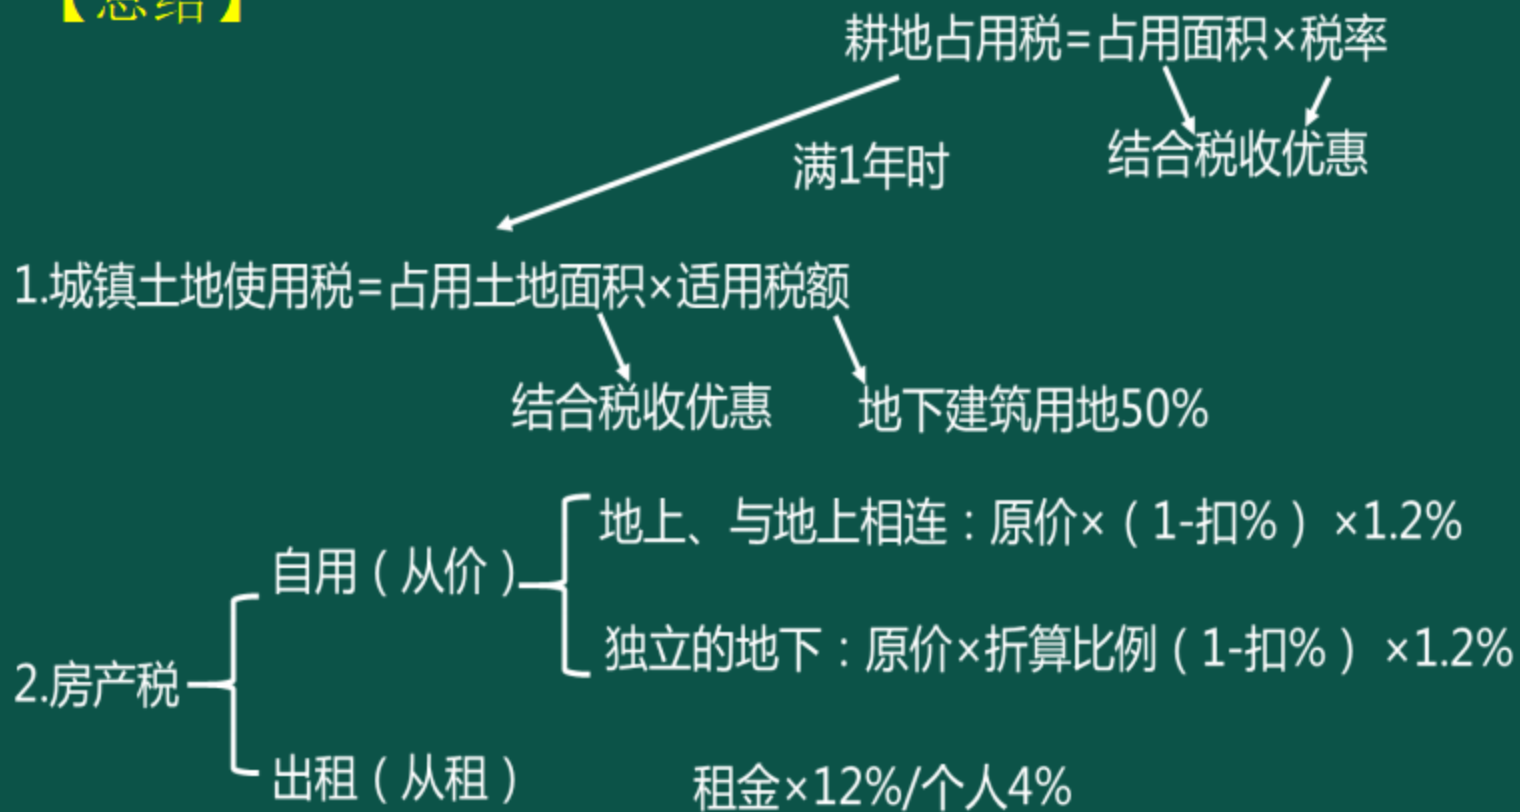 【总结】
耕地占用税=占用面积×税率
满1年时
结合税收优惠
1.城镇土地使用税=占用土地面积×适用税额
结合税收优惠
地下建筑用地50%
地上、与地上相连：原价×（1-扣%）×1.2%
自用（从价）
独立的地下：原价×折算比例（1-扣%）×1.2%
2.房产税
出租（从租）
租金×12%/个人4%